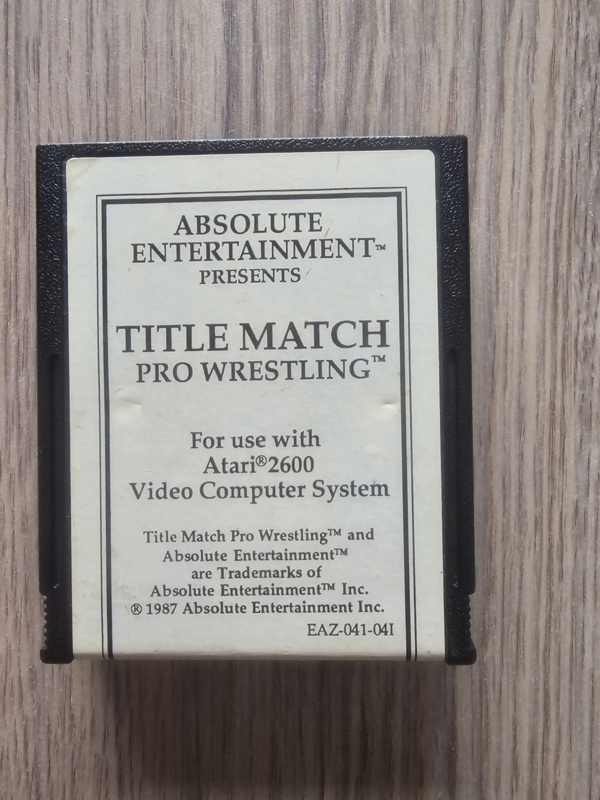 ABSOLUTE
ENTERTAINMENT™
PRESENTS
TITLE MATCH
PRO WRESTLING™
For use with
Atari®2600
Video Computer System
Title Match Pro Wrestling™ and
Absolute Entertainment™
are Trademarks of
Absolute Entertainment™ Inc.
® 1987 Absolute Entertainment Inc.
EAZ-041-04I